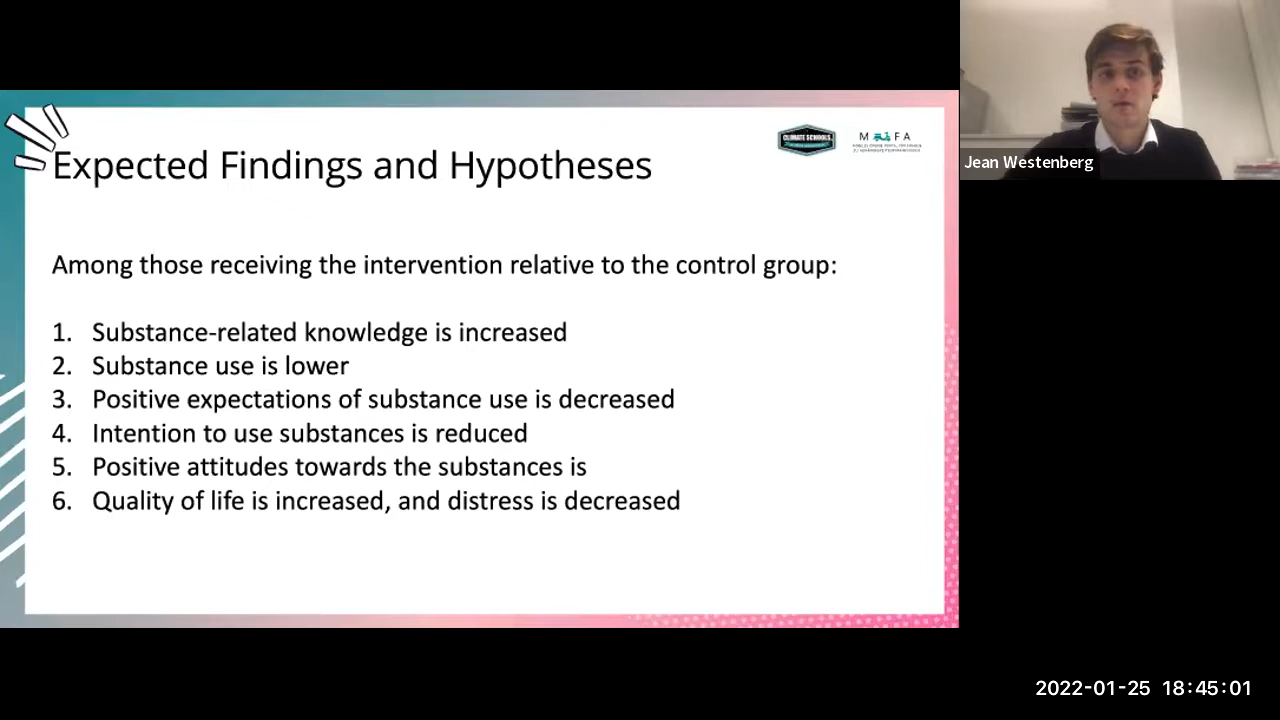 CLIMATE SCHOOLS
M FA
Expected Findings and Hypotheses
Among those receiving the intervention relative to the control group:
1. Substance-related knowledge is increased
2. Substance use is lower
3. Positive expectations of substance use is decreased
4. Intention to use substances is reduced
5. Positive attitudes towards the substances is
6. Quality of life is increased, and distress is decreased
Jean Westenberg
2022-01-25 18:45:01